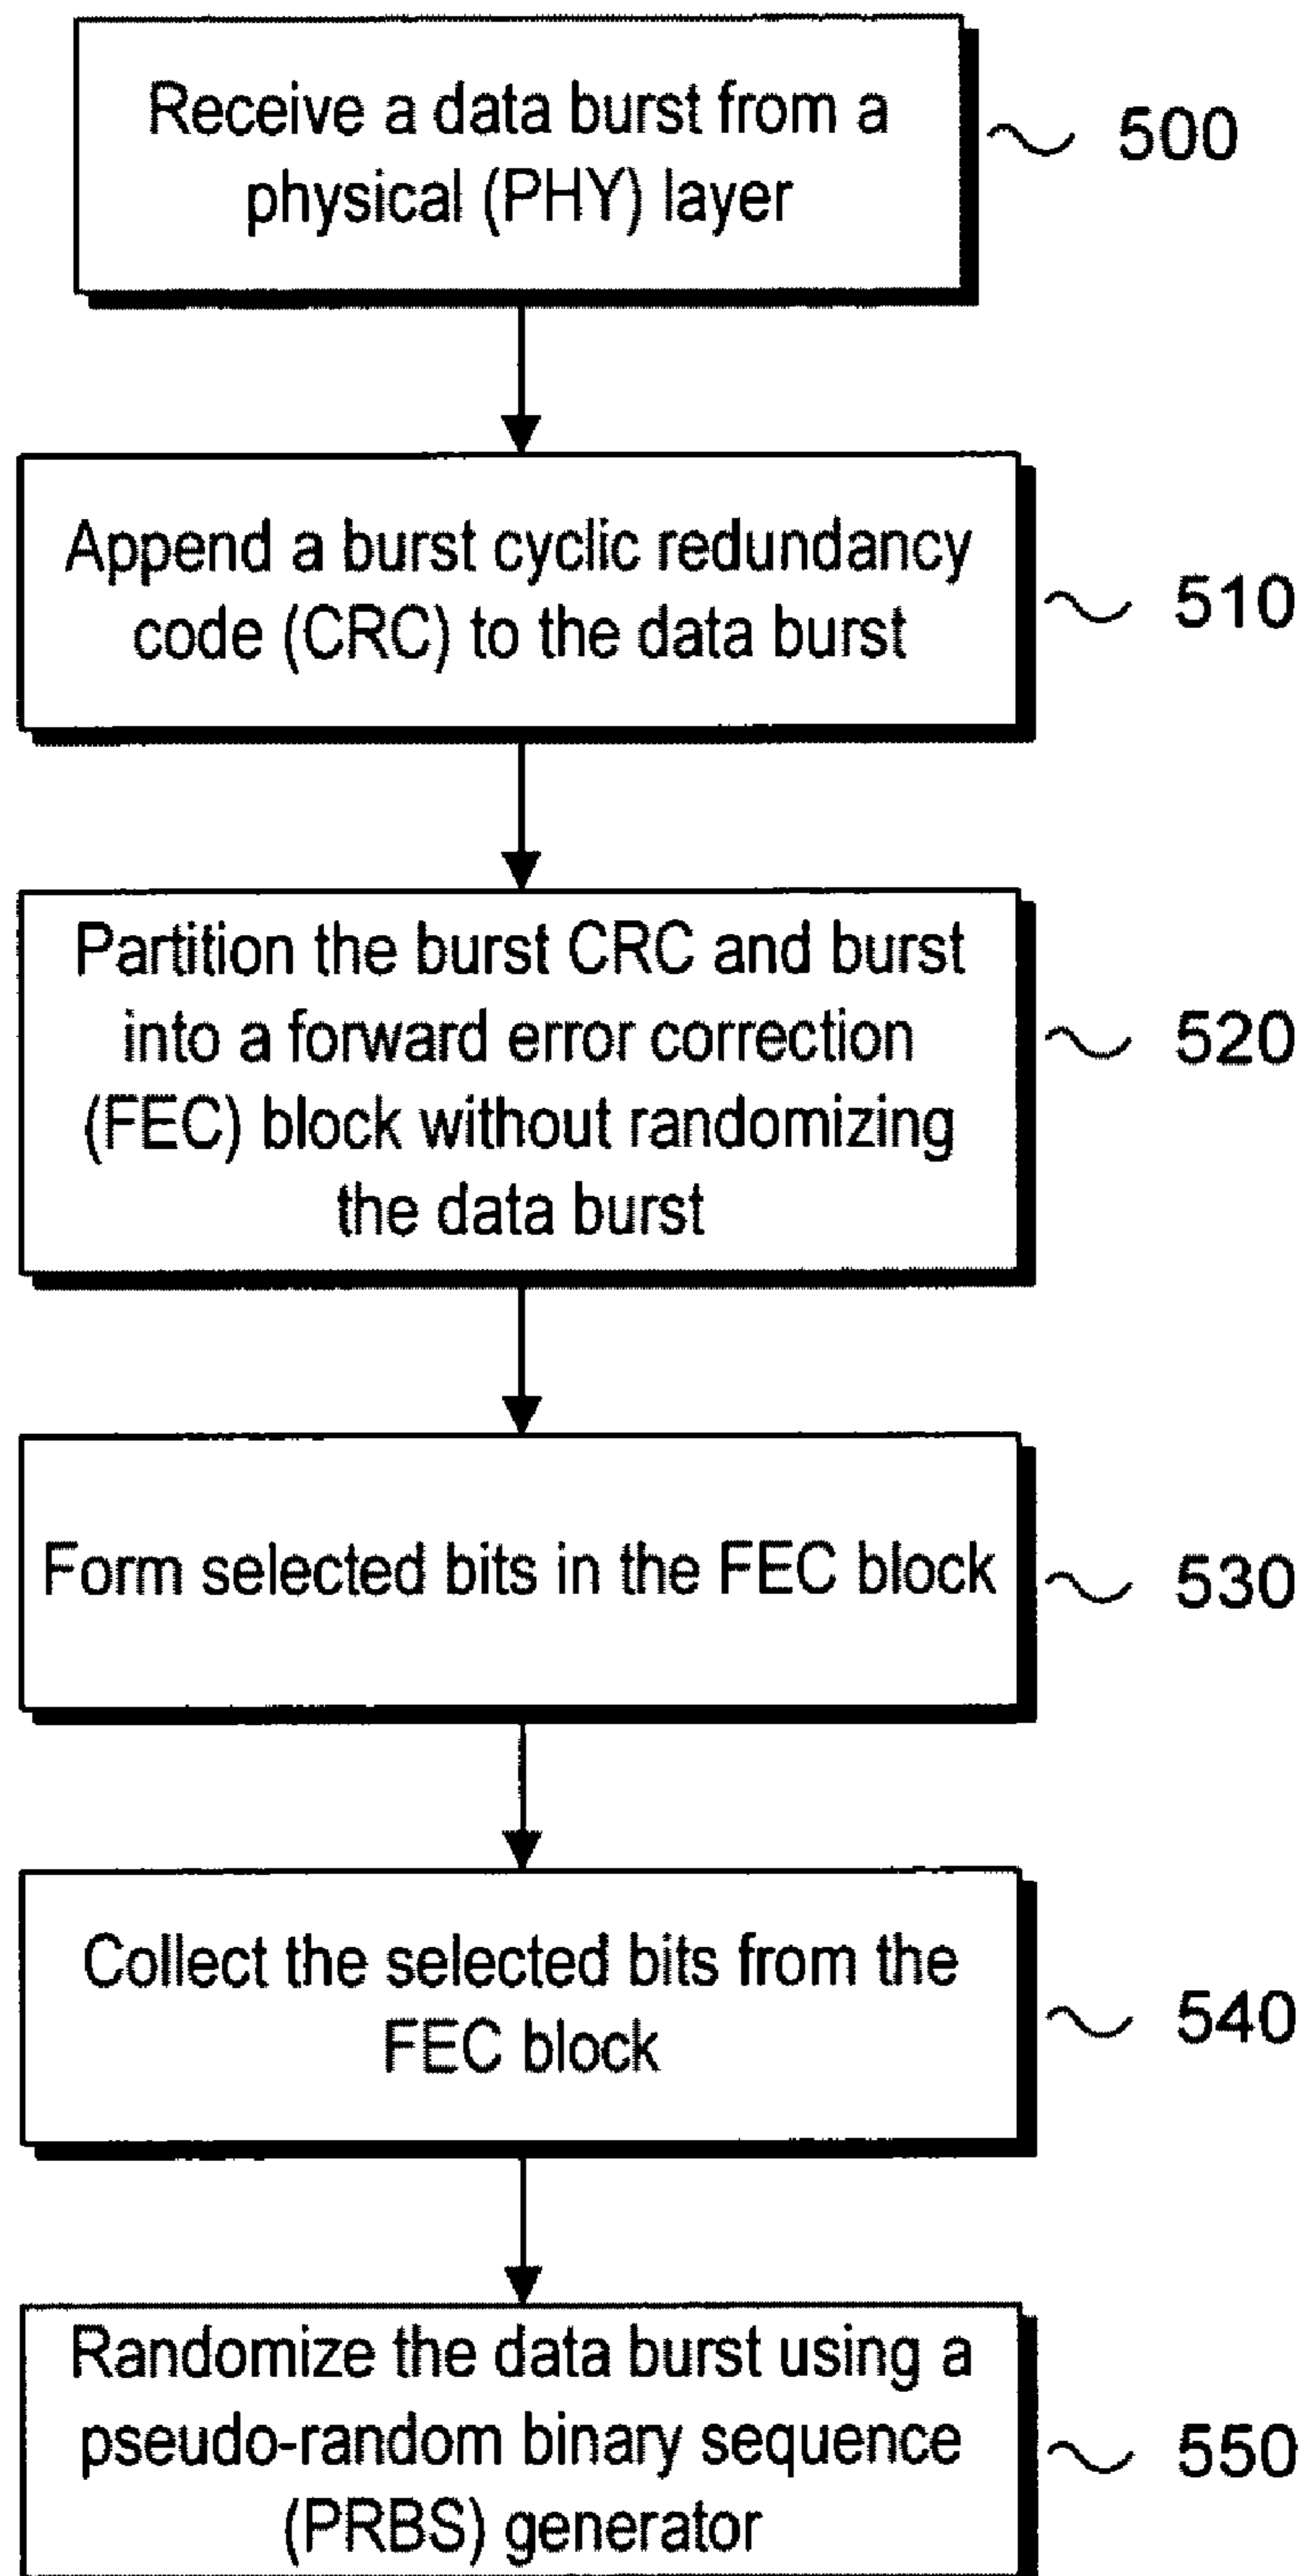 Receive a data burst from a
physical (PHY) layer
500
Append a burst cyclic redundancy
code (CRC) to the data burst
510
Partition the burst CRC and burst
into a forward error correction
(FEC) block without randomizing
the data burst
520
Form selected bits in the FEC block
530
Collect the selected bits from the
FEC block
540
Randomize the data burst using a
pseudo-random binary sequence
(PRBS) generator
550